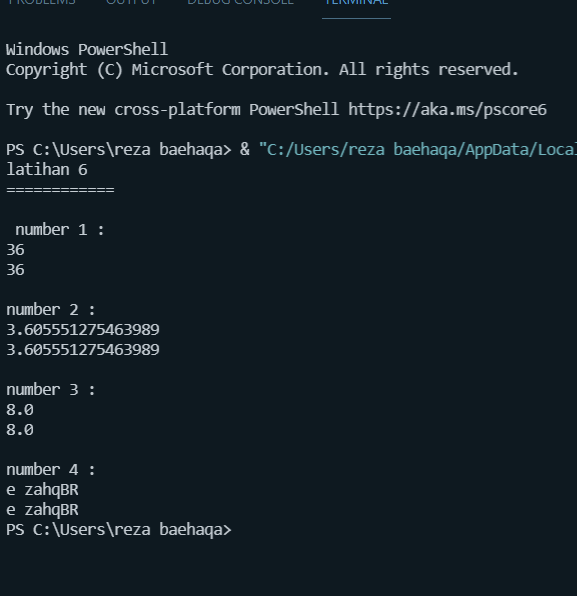 PROBLEMS OUTPUT DEBUG CONSOLE TERMINAL
Windows PowerShell
Copyright (C) Microsoft Corporation. All rights reserved.
Try the new cross-platform PowerShell https://aka.ms/pscore6
PS C:\Users\reza baehaqa> & "C:/Users/reza baehaqa/AppData/Local
latihan 6
============
number 1 :
36
36
number 2 :
3.605551275463989
3.605551275463989
number 3 :
8.0
8.0
number 4 :
e zahqBR
e zahqBR
PS C:\Users\reza baehaqa>